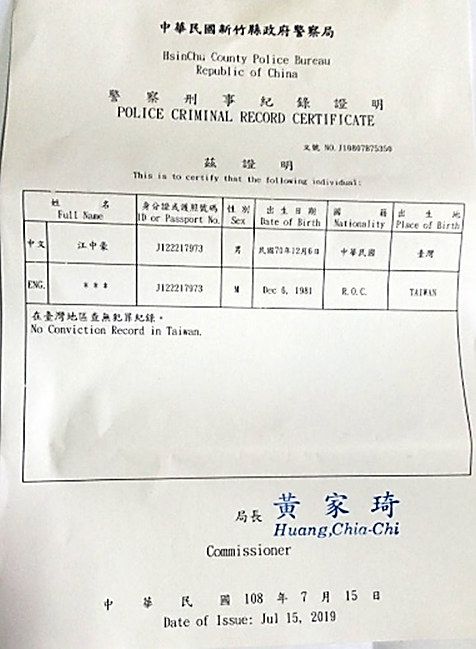 中華民國新竹縣政府警察局
HsinChu County Police Bureau
Republic of China
警察刑事紀錄證明
POLICE CRIMINAL RECORD CERTIFICATE
文號 NO.J10807B75350
茲證明
This is to certify that the following individual:
姓名 身分證或護照號碼 性別 出生日期 國籍 出生地
Full Name ID or Passport No. Sex Date of Birth Nationality Place of Birth
中文 江中豪 J122217973 男 民國70年12月6日 中華民國 臺灣
ENG. *** J122217973 M Dec 6, 1981 R.O.C. TAIWAN
在臺灣地區查無犯罪紀錄。
No Conviction Record in Taiwan.
局長 黃家琦
Huang,Chia-Chi
Commissioner
中華民國 108 年 7 月 15 日
Date of Issue: Jul 15, 2019